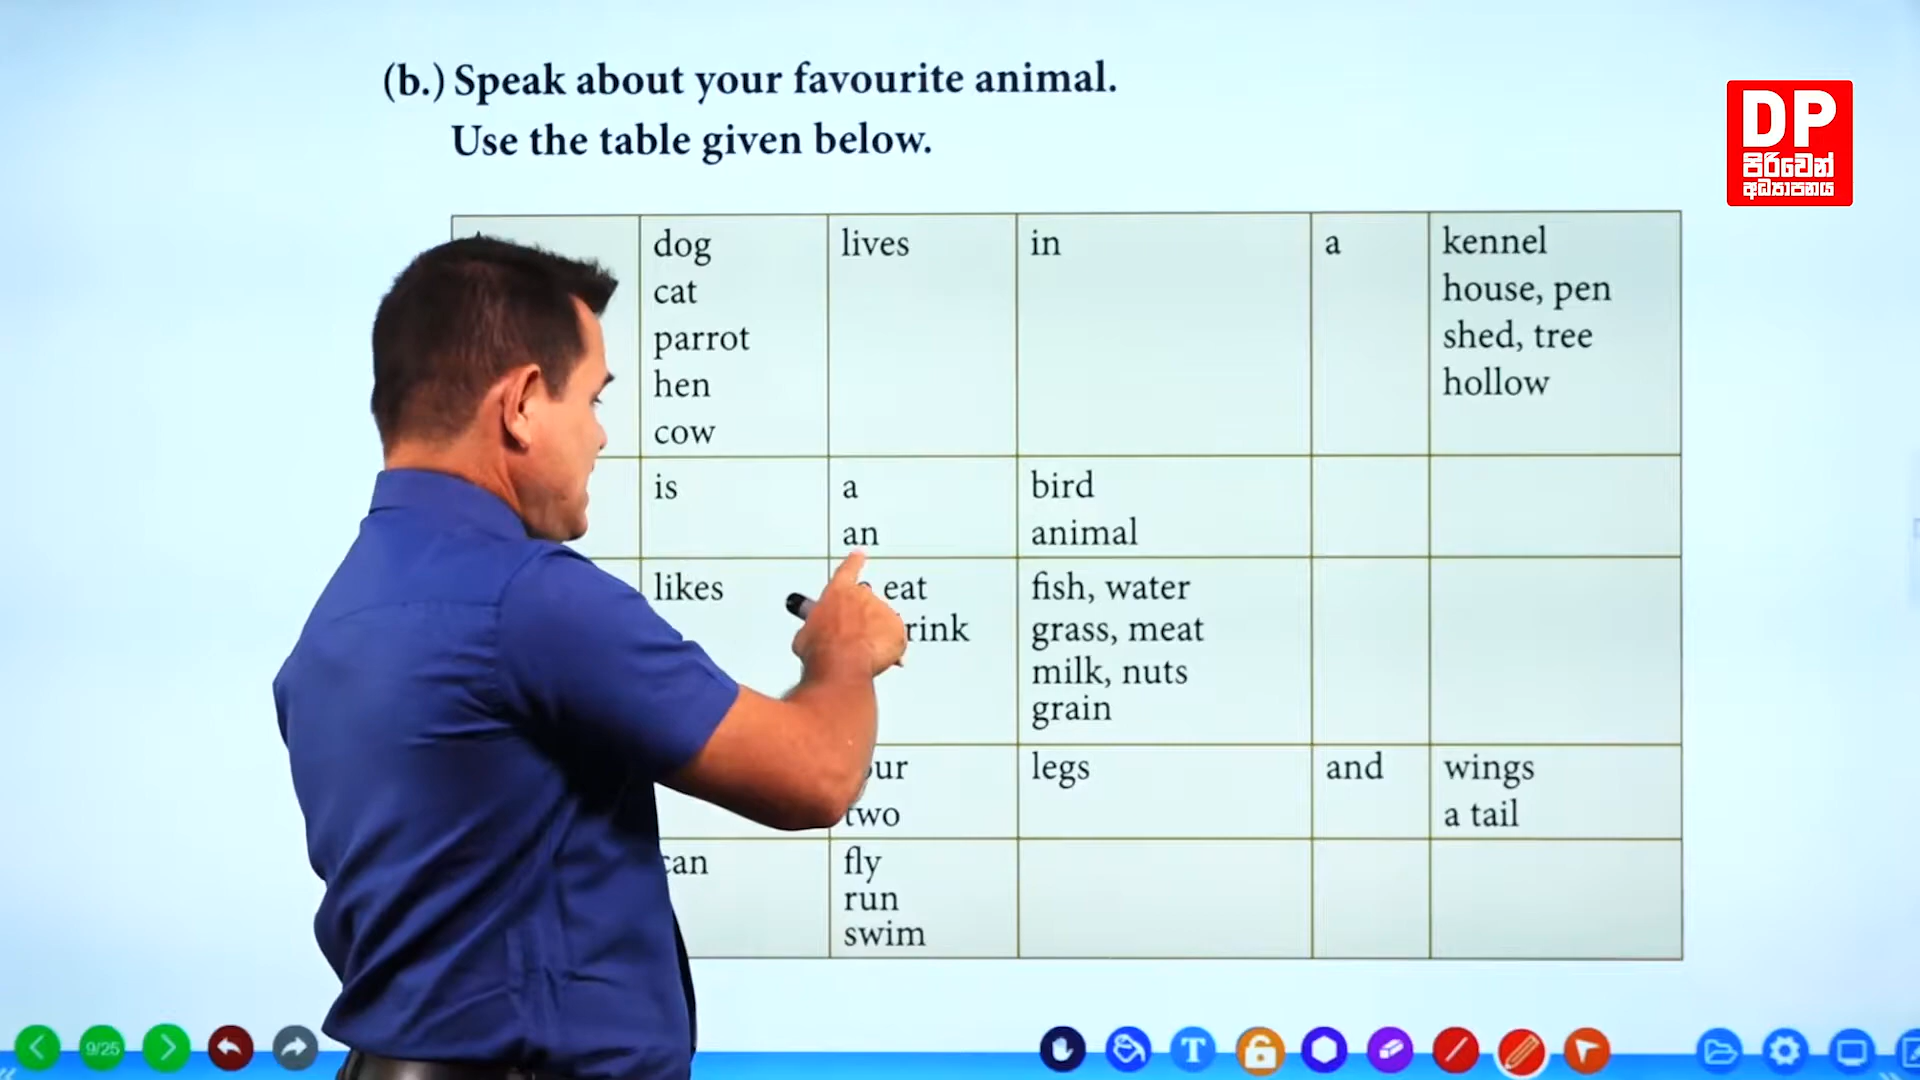 (b.) Speak about your favourite animal.
Use the table given below.
DP
පිරිවෙන්
අධ්‍යාපනය
dog lives in a kennel
cat house, pen
parrot shed, tree
hen hollow
cow
is a bird
an animal
likes eat fish, water
grass, meat
milk, nuts
grain
legs and wings
two a tail
can fly
run
swim
9/25
T